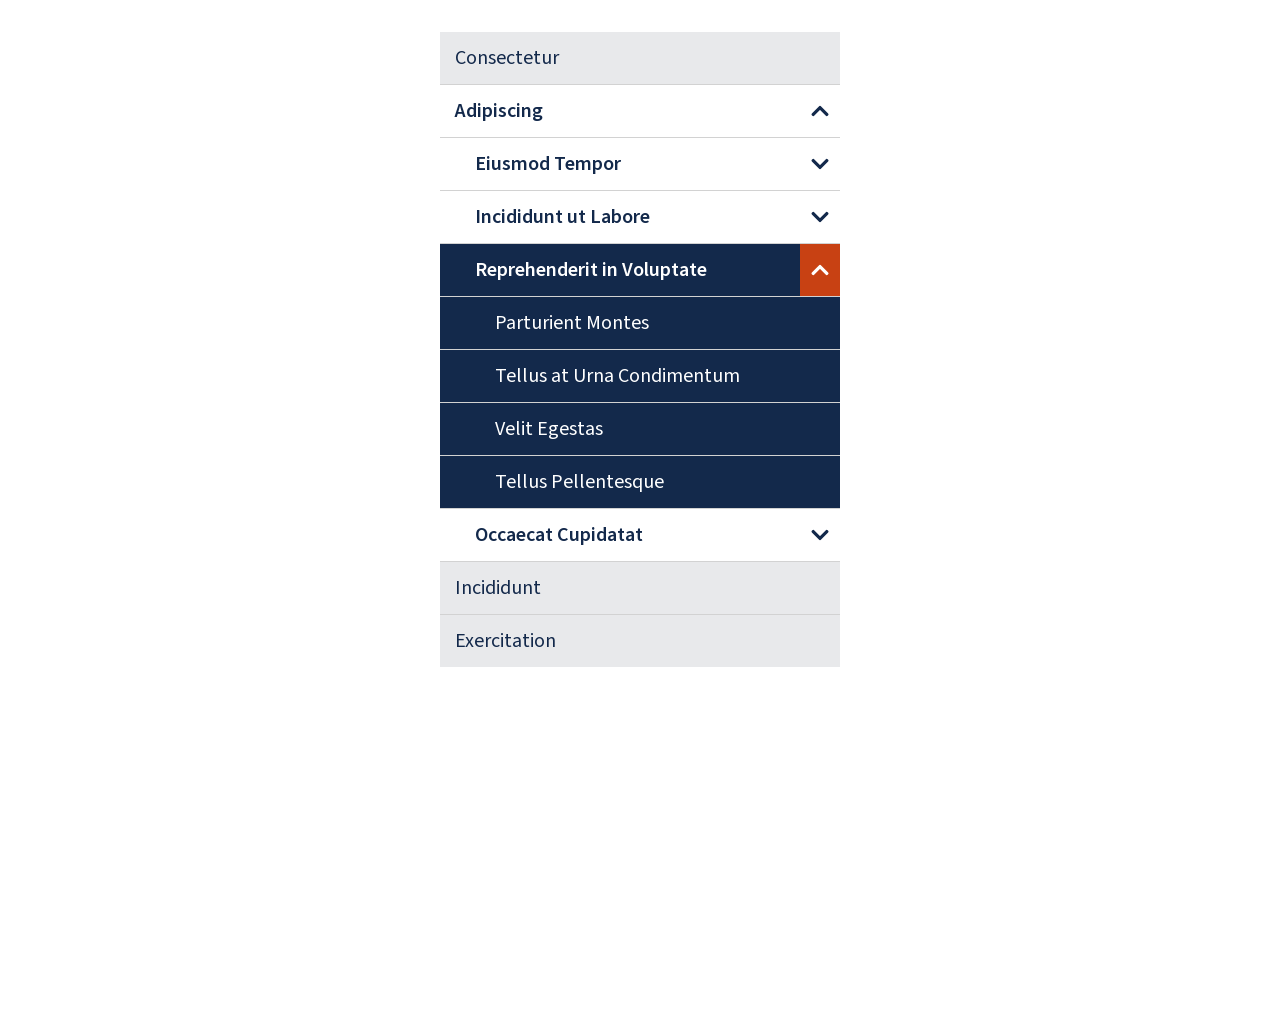 Consectetur
Adipiscing
Eiusmod Tempor
Incididunt ut Labore
Reprehenderit in Voluptate
Parturient Montes
Tellus at Urna Condimentum
Velit Egestas
Tellus Pellentesque
Occaecat Cupidatat
Incididunt
Exercitation